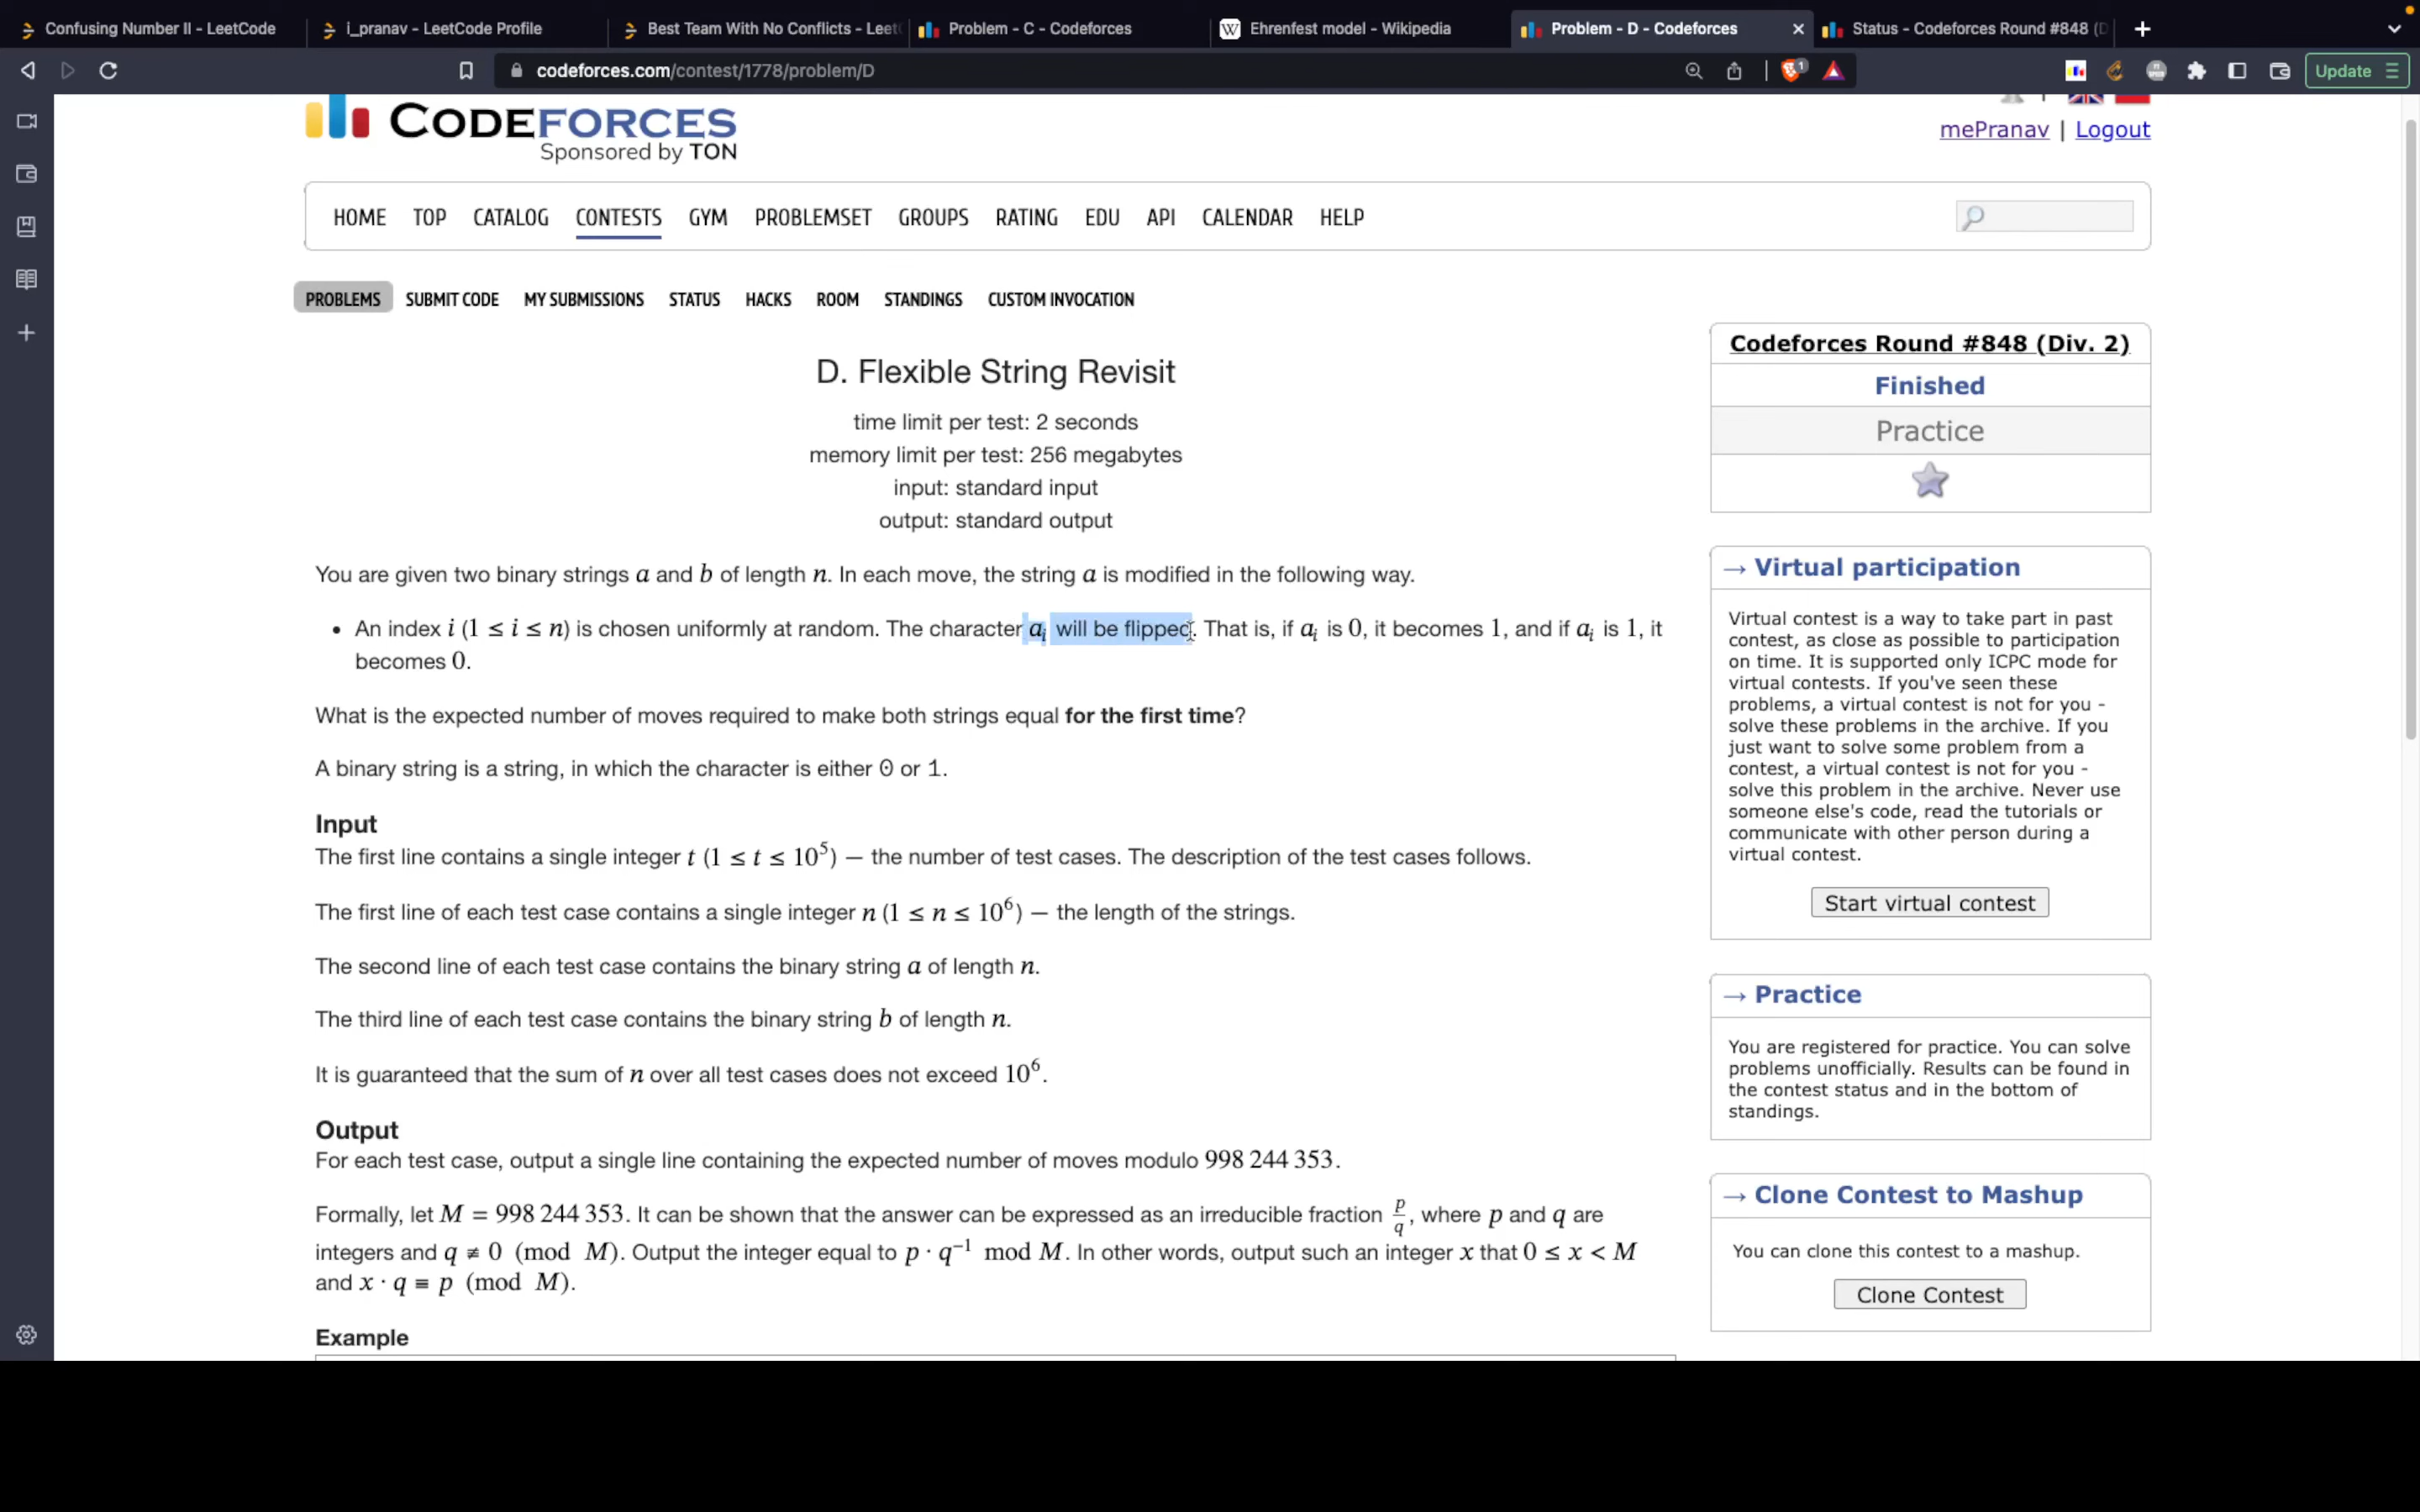 Confusing Number II - LeetCode
i_pranav – LeetCode Profile
Best Team With No Conflicts - Leet
Problem - C - Codeforces
Ehrenfest model - Wikipedia
Problem - D - Codeforces
Status - Codeforces Round #848 (D
codeforces.com/contest/1778/problem/D
1
Update
CODEFORCES
Sponsored by TON
mePranav | Logout
HOME TOP CATALOG CONTESTS GYM PROBLEMSET GROUPS RATING EDU API CALENDAR HELP
PROBLEMS SUBMIT CODE MY SUBMISSIONS STATUS HACKS ROOM STANDINGS CUSTOM INVOCATION
D. Flexible String Revisit
time limit per test: 2 seconds
memory limit per test: 256 megabytes
input: standard input
output: standard output
You are given two binary strings a and b of length n. In each move, the string a is modified in the following way.
• An index i (1 ≤ i ≤ n) is chosen uniformly at random. The character a_i will be flipped. That is, if a_i is 0, it becomes 1, and if a_i is 1, it
becomes 0.
What is the expected number of moves required to make both strings equal for the first time?
A binary string is a string, in which the character is either 0 or 1.
Input
The first line contains a single integer t (1 ≤ t ≤ 10^5) — the number of test cases. The description of the test cases follows.
The first line of each test case contains a single integer n (1 ≤ n ≤ 10^6) — the length of the strings.
The second line of each test case contains the binary string a of length n.
The third line of each test case contains the binary string b of length n.
It is guaranteed that the sum of n over all test cases does not exceed 10^6.
Output
For each test case, output a single line containing the expected number of moves modulo 998 244 353.
Formally, let M = 998 244 353. It can be shown that the answer can be expressed as an irreducible fraction p/q, where p and q are
integers and q ≢ 0 (mod M). Output the integer equal to p · q^−1 mod M. In other words, output such an integer x that 0 ≤ x < M
and x · q ≡ p (mod M).
Example
Codeforces Round #848 (Div. 2)
Finished
Practice
→ Virtual participation
Virtual contest is a way to take part in past
contest, as close as possible to participation
on time. It is supported only ICPC mode for
virtual contests. If you've seen these
problems, a virtual contest is not for you -
solve these problems in the archive. If you
just want to solve some problem from a
contest, a virtual contest is not for you -
solve this problem in the archive. Never use
someone else's code, read the tutorials or
communicate with other person during a
virtual contest.
Start virtual contest
→ Practice
You are registered for practice. You can solve
problems unofficially. Results can be found in
the contest status and in the bottom of
standings.
→ Clone Contest to Mashup
You can clone this contest to a mashup.
Clone Contest